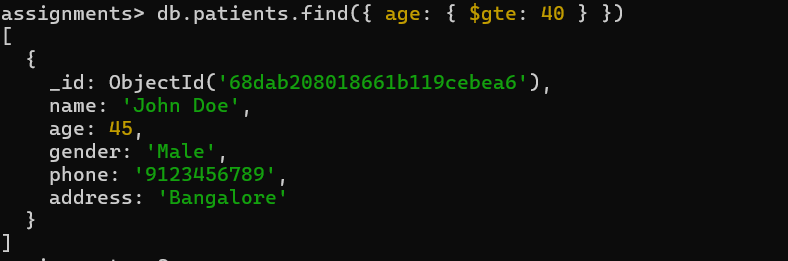 assignments> db.patients.find({ age: { $gte: 40 } })
[
  {
    _id: ObjectId('68dab208018661b119cebea6'),
    name: 'John Doe',
    age: 45,
    gender: 'Male',
    phone: '9123456789',
    address: 'Bangalore'
  }
]